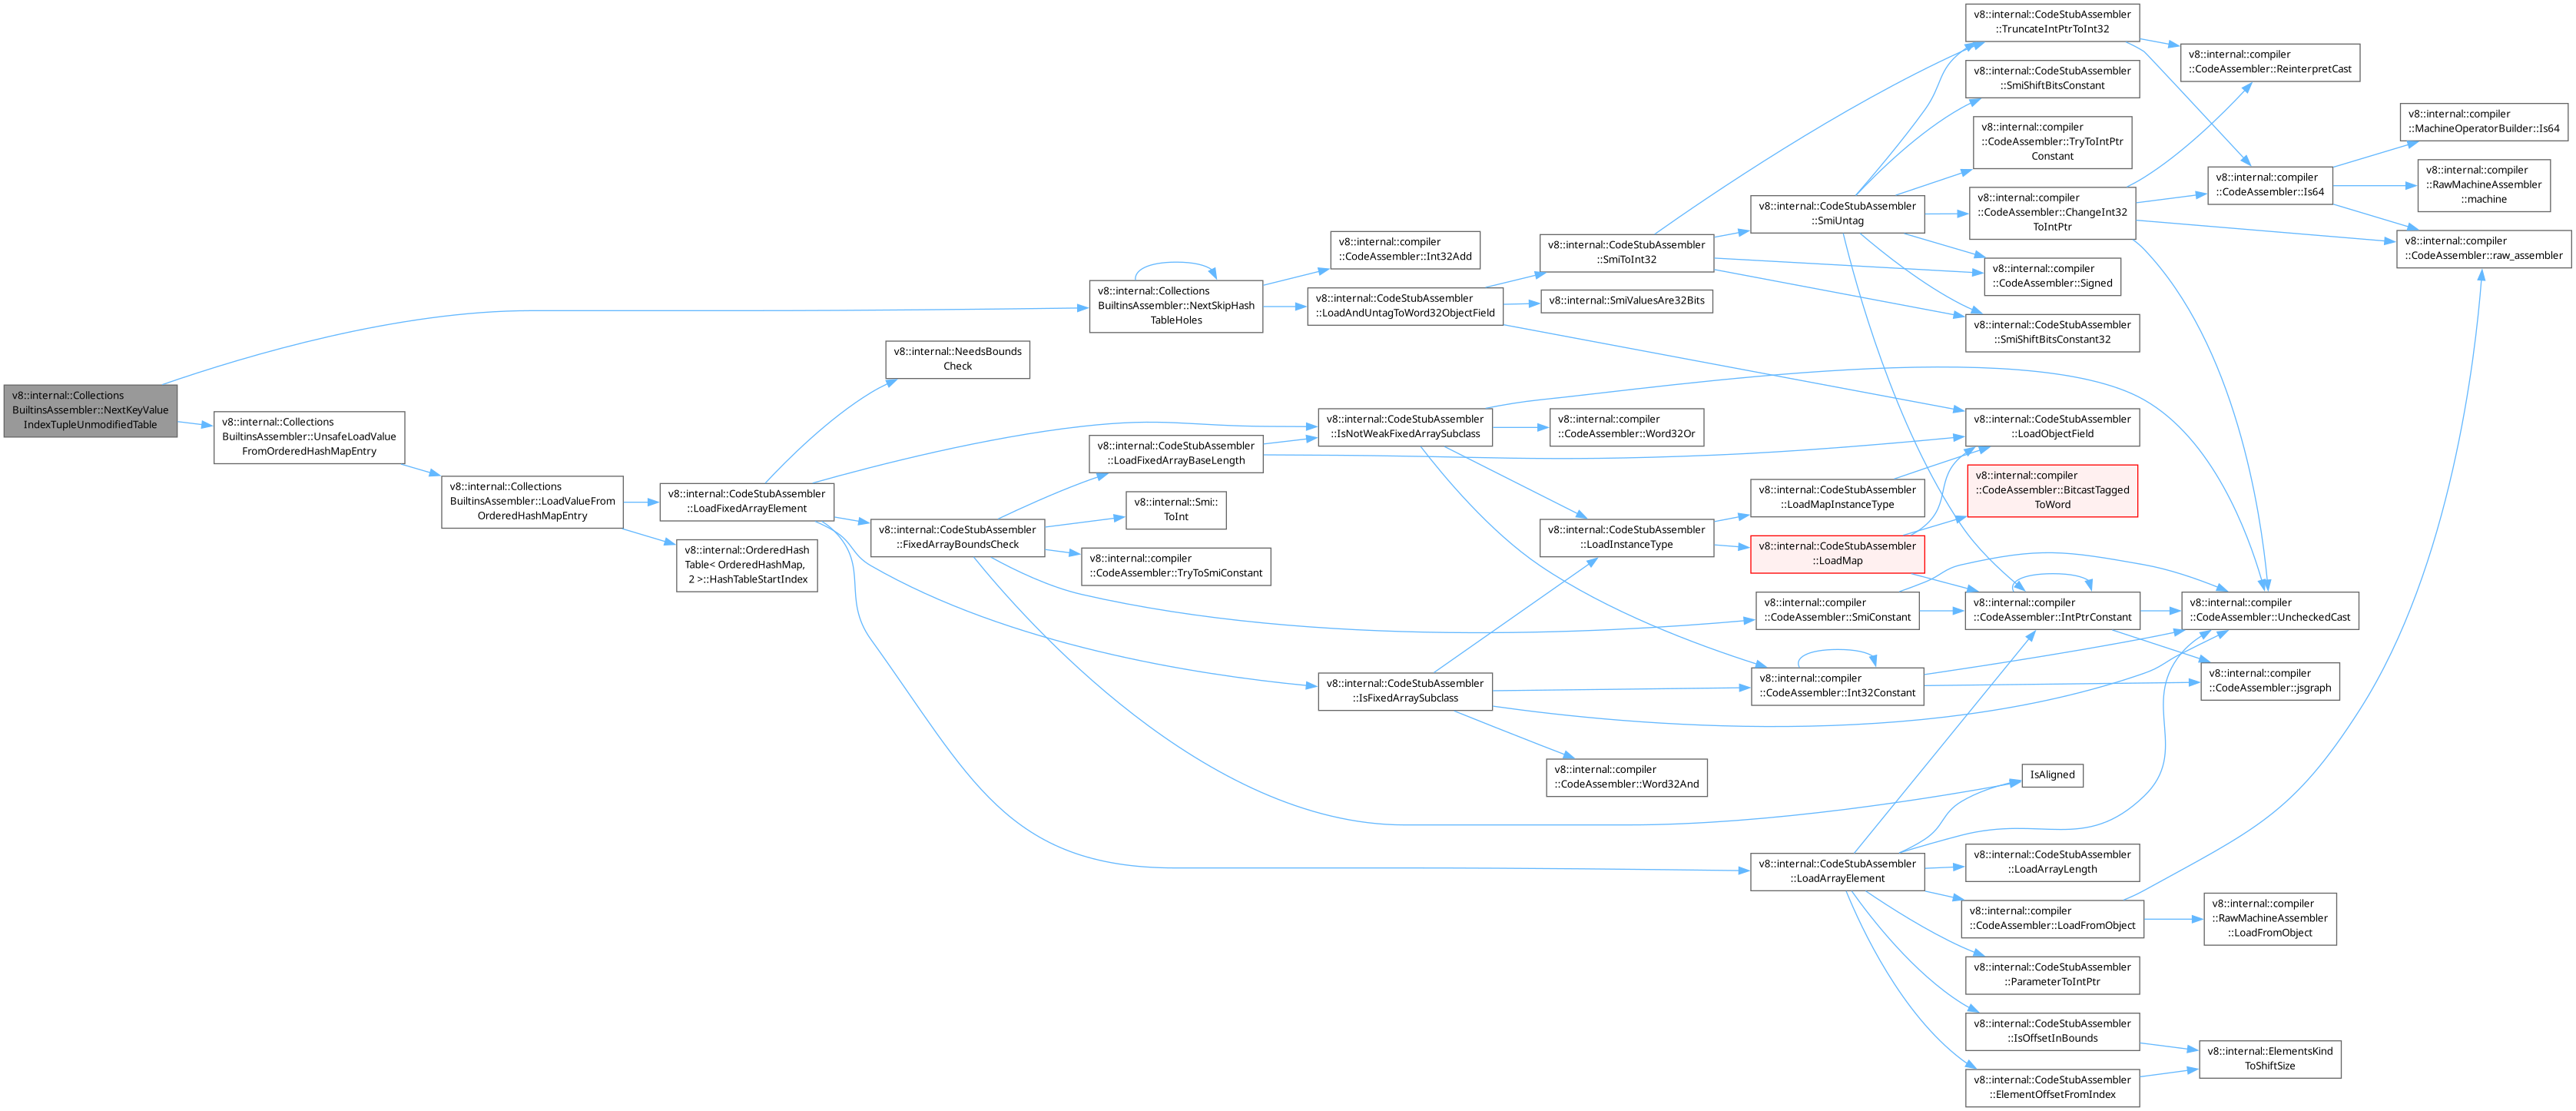 v8::internal::Collections
BuiltinsAssembler::NextKeyValue
IndexTupleUnmodifiedTable
v8::internal::Collections
BuiltinsAssembler::UnsafeLoadValue
FromOrderedHashMapEntry
v8::internal::Collections
BuiltinsAssembler::LoadValueFrom
OrderedHashMapEntry
v8::internal::CodeStubAssembler
::LoadFixedArrayElement
v8::internal::OrderedHash
Table< OrderedHashMap,
2 >::HashTableStartIndex
v8::internal::NeedsBounds
Check
v8::internal::CodeStubAssembler
::FixedArrayBoundsCheck
v8::internal::Collections
BuiltinsAssembler::NextSkipHash
TableHoles
v8::internal::CodeStubAssembler
::LoadFixedArrayBaseLength
v8::internal::Smi::
ToInt
v8::internal::compiler
::CodeAssembler::TryToSmiConstant
v8::internal::compiler
::CodeAssembler::Int32Add
v8::internal::CodeStubAssembler
::LoadAndUntagToWord32ObjectField
v8::internal::CodeStubAssembler
::IsNotWeakFixedArraySubclass
v8::internal::CodeStubAssembler
::IsFixedArraySubclass
v8::internal::CodeStubAssembler
::SmiToInt32
v8::internal::SmiValuesAre32Bits
v8::internal::compiler
::CodeAssembler::Word32Or
v8::internal::CodeStubAssembler
::LoadInstanceType
v8::internal::compiler
::CodeAssembler::Word32And
v8::internal::CodeStubAssembler
::SmiUntag
v8::internal::CodeStubAssembler
::LoadMapInstanceType
v8::internal::CodeStubAssembler
::LoadMap
v8::internal::compiler
::CodeAssembler::SmiConstant
v8::internal::compiler
::CodeAssembler::Int32Constant
v8::internal::CodeStubAssembler
::LoadArrayElement
v8::internal::CodeStubAssembler
::TruncateIntPtrToInt32
v8::internal::CodeStubAssembler
::SmiShiftBitsConstant
v8::internal::compiler
::CodeAssembler::TryToIntPtr
Constant
v8::internal::compiler
::CodeAssembler::ChangeInt32
ToIntPtr
v8::internal::compiler
::CodeAssembler::Signed
v8::internal::CodeStubAssembler
::SmiShiftBitsConstant32
v8::internal::CodeStubAssembler
::LoadObjectField
v8::internal::compiler
::CodeAssembler::BitcastTagged
ToWord
v8::internal::compiler
::CodeAssembler::IntPtrConstant
IsAligned
v8::internal::CodeStubAssembler
::LoadArrayLength
v8::internal::compiler
::CodeAssembler::LoadFromObject
v8::internal::CodeStubAssembler
::ParameterToIntPtr
v8::internal::CodeStubAssembler
::IsOffsetInBounds
v8::internal::CodeStubAssembler
::ElementOffsetFromIndex
v8::internal::compiler
::CodeAssembler::ReinterpretCast
v8::internal::compiler
::CodeAssembler::Is64
v8::internal::compiler
::CodeAssembler::UncheckedCast
v8::internal::compiler
::CodeAssembler::jsgraph
v8::internal::compiler
::RawMachineAssembler
::LoadFromObject
v8::internal::ElementsKind
ToShiftSize
v8::internal::compiler
::MachineOperatorBuilder::Is64
v8::internal::compiler
::RawMachineAssembler
::machine
v8::internal::compiler
::CodeAssembler::raw_assembler